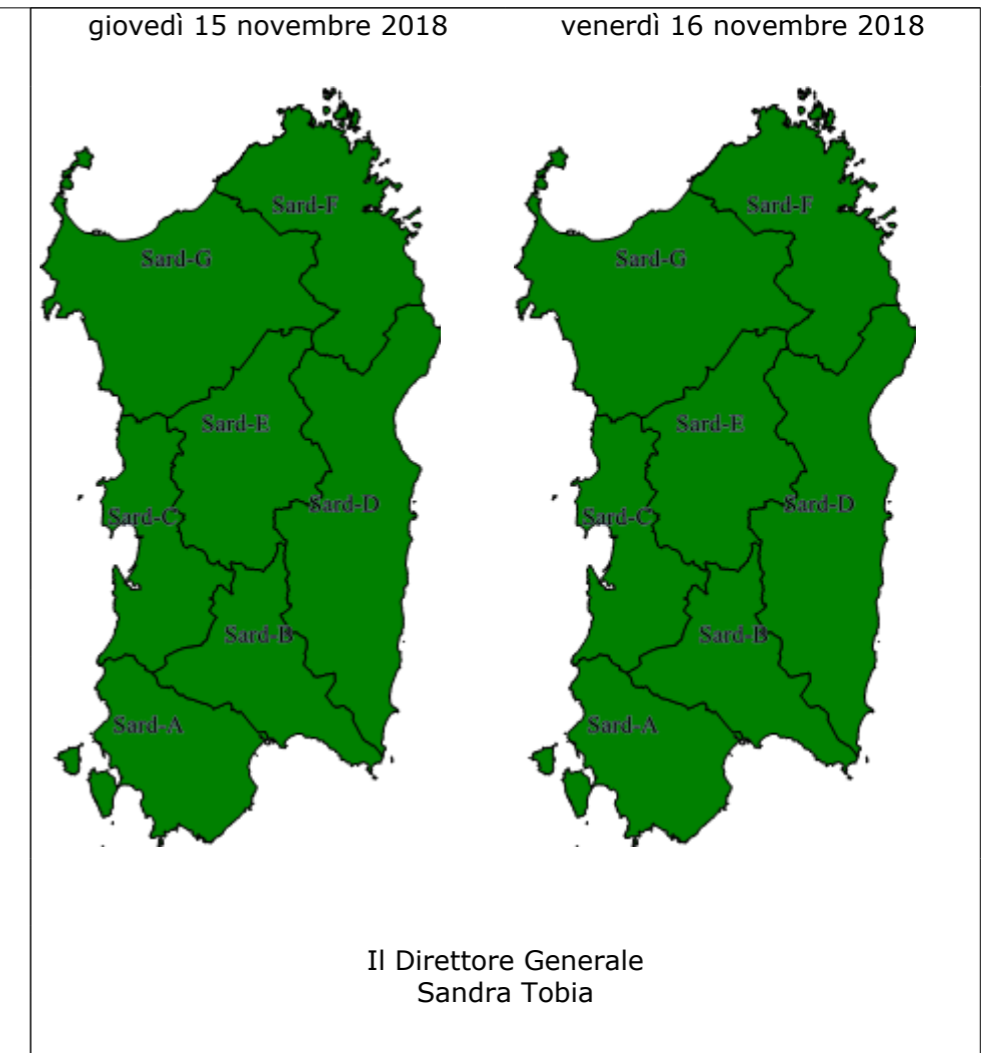 giovedì 15 novembre 2018
venerdì 16 novembre 2018
Sard-F
Sard-G
Sard-E
Sard-D
Sard-C
Sard-B
Sard-A
Sard-F
Sard-G
Sard-E
Sard-D
Sard-C
Sard-B
Sard-A
Il Direttore Generale
Sandra Tobia